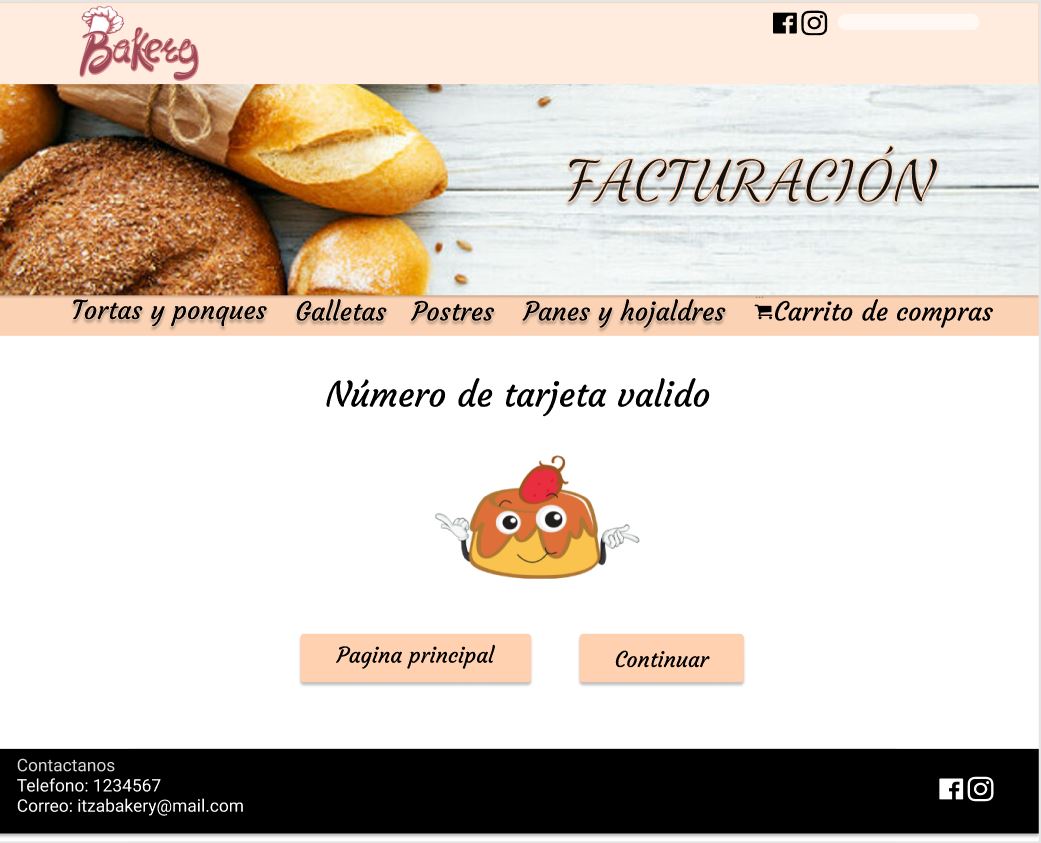 Bakery
FACTURACIÓN
Tortas y ponques Galletas Postres Panes y hojaldres Carrito de compras
Número de tarjeta valido
Pagina principal Continuar
Contactanos
Telefono: 1234567
Correo: itzabakery@mail.com